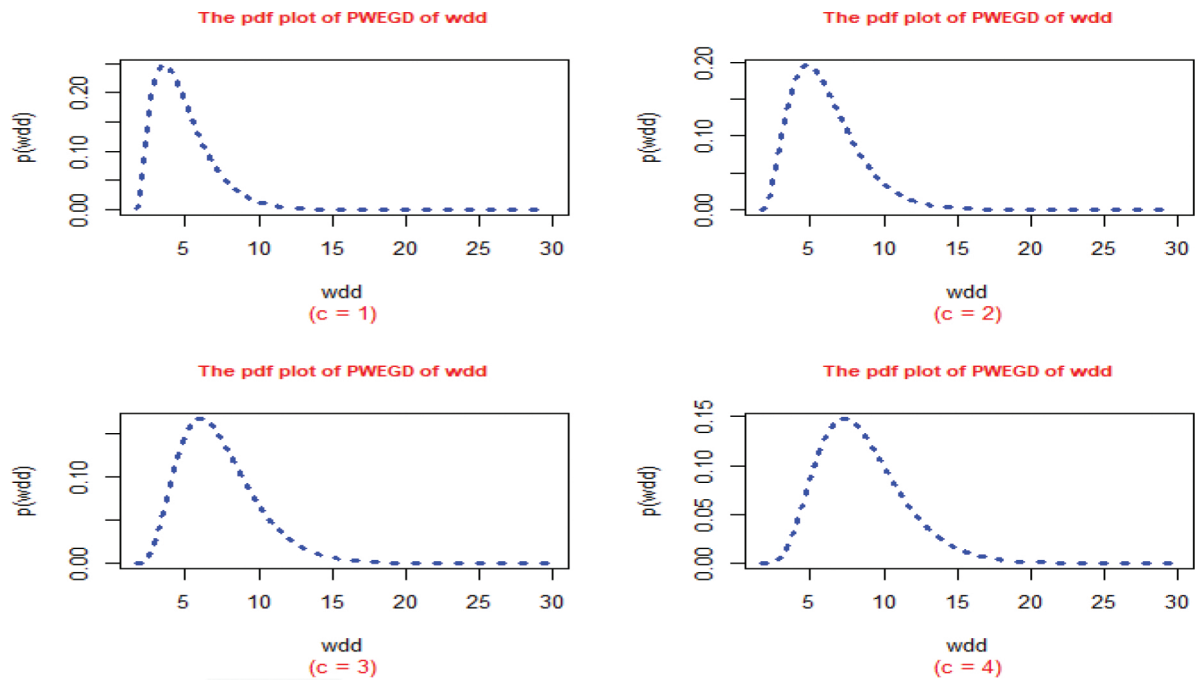 The pdf plot of PWEGD of wdd
p(wdd)
0.20
0.10
0.00
5 10 15 20 25 30
wdd
(c = 1)
The pdf plot of PWEGD of wdd
p(wdd)
0.20
0.10
0.00
5 10 15 20 25 30
wdd
(c = 2)
The pdf plot of PWEGD of wdd
p(wdd)
0.10
0.00
5 10 15 20 25 30
wdd
(c = 3)
The pdf plot of PWEGD of wdd
p(wdd)
0.15
0.10
0.05
0.00
5 10 15 20 25 30
wdd
(c = 4)